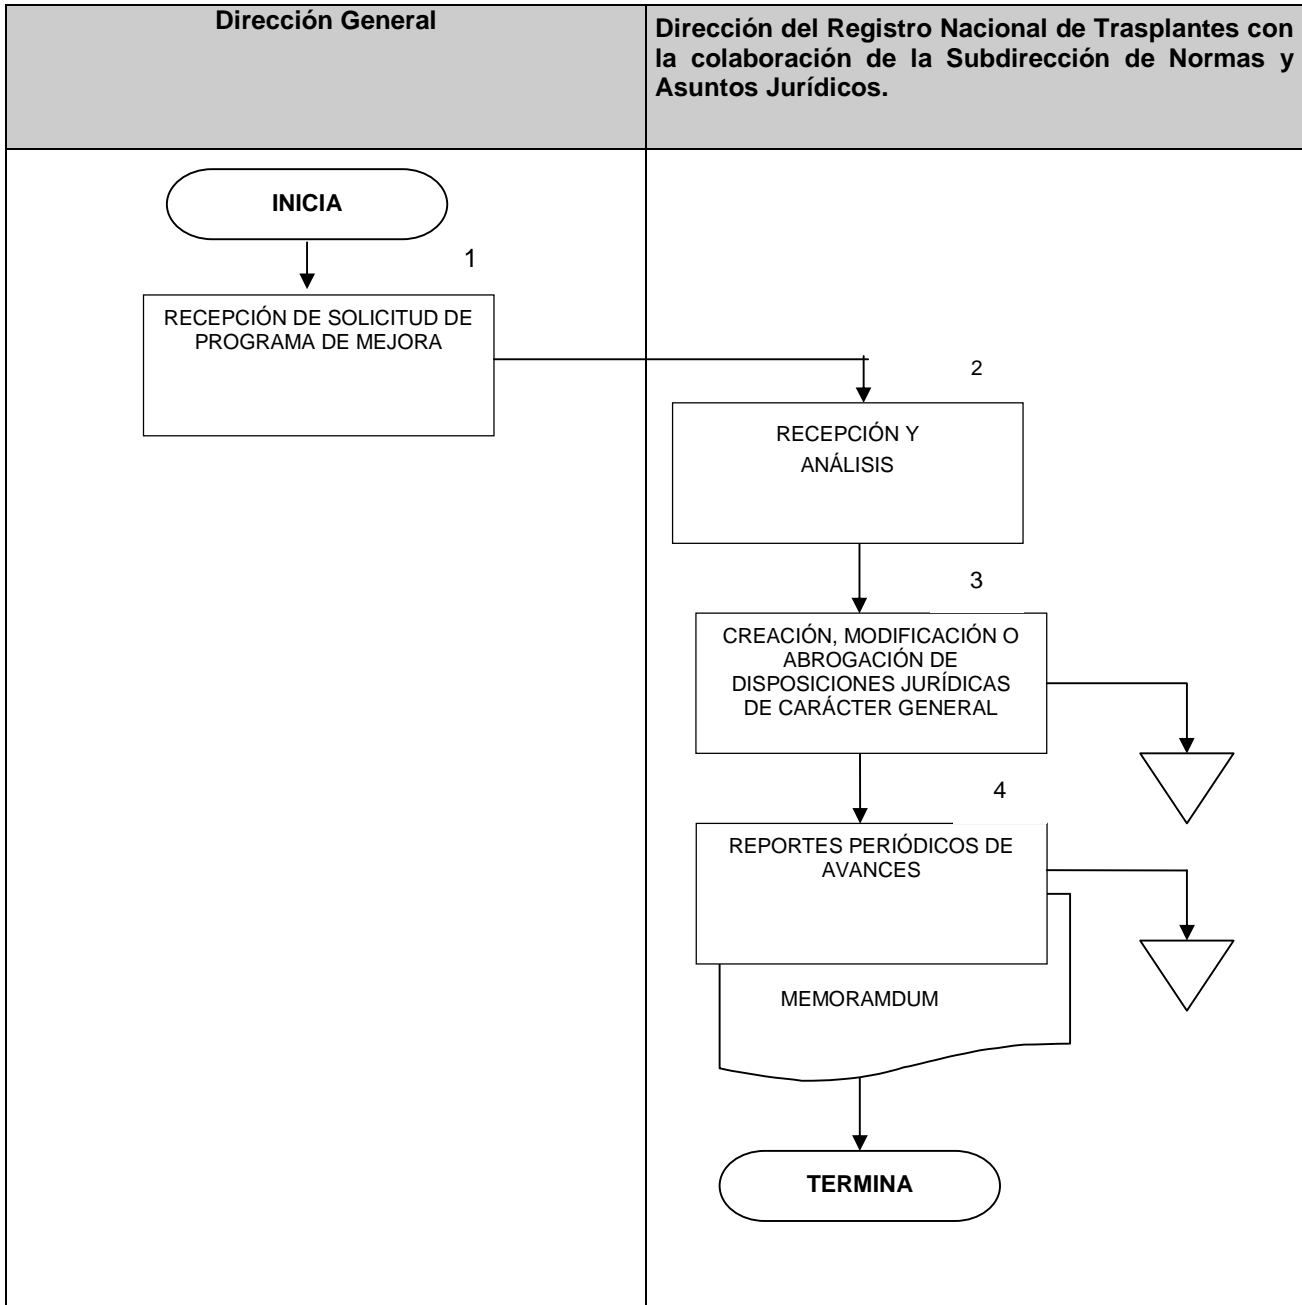 Dirección General
Dirección del Registro Nacional de Trasplantes con
la colaboración de la Subdirección de Normas y
Asuntos Jurídicos.
INICIA
1
RECEPCIÓN DE SOLICITUD DE
PROGRAMA DE MEJORA
2
RECEPCIÓN Y
ANÁLISIS
3
CREACIÓN, MODIFICACIÓN O
ABROGACIÓN DE
DISPOSICIONES JURÍDICAS
DE CARÁCTER GENERAL
4
REPORTES PERIÓDICOS DE
AVANCES
MEMORAMDUM
TERMINA